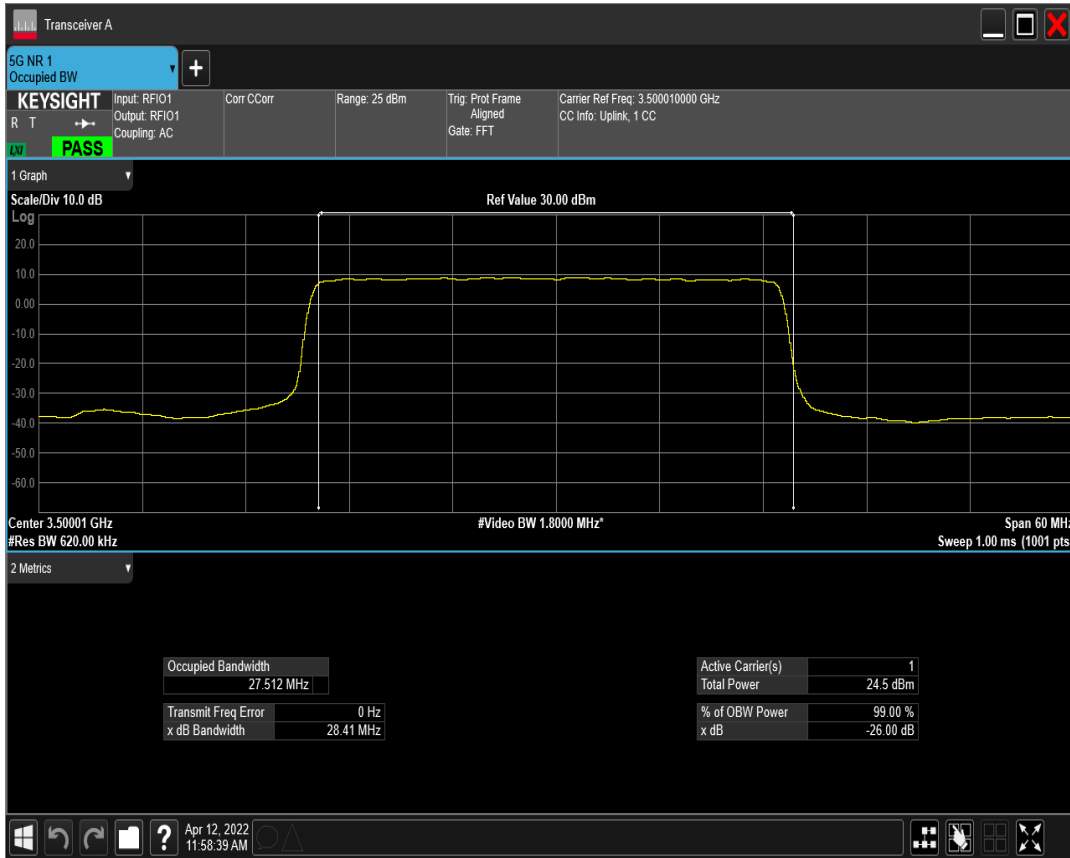 Transceiver A
5G NR 1
Occupied BW
KEYSIGHT
R T
LXI
PASS
Input: RFIO1
Output: RFIO1
Coupling: AC
Corr CCorr
Range: 25 dBm
Trig: Prot Frame
Aligned
Gate: FFT
Carrier Ref Freq: 3.500010000 GHz
CC Info: Uplink, 1 CC
1 Graph
Scale/Div 10.0 dB
Ref Value 30.00 dBm
Log
20.0
10.0
0.00
-10.0
-20.0
-30.0
-40.0
-50.0
-60.0
Center 3.50001 GHz
#Video BW 1.8000 MHz*
Span 60 MHz
#Res BW 620.00 kHz
Sweep 1.00 ms (1001 pts
2 Metrics
Occupied Bandwidth
27.512 MHz
Transmit Freq Error 0 Hz
x dB Bandwidth 28.41 MHz
Active Carrier(s) 1
Total Power 24.5 dBm
% of OBW Power 99.00 %
x dB -26.00 dB
Apr 12, 2022
11:58:39 AM